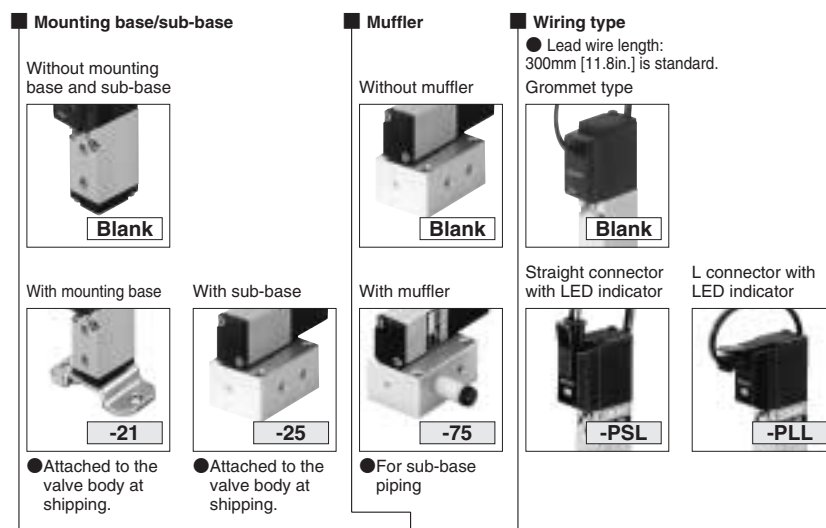 Mounting base/sub-base
Without mounting
base and sub-base
Blank
With mounting base
-21
●Attached to the
valve body at
shipping.
With sub-base
-25
●Attached to the
valve body at
shipping.
Muffler
Without muffler
Blank
With muffler
-75
●For sub-base
piping
Wiring type
● Lead wire length:
300mm [11.8in.] is standard.
Grommet type
Blank
Straight connector
with LED indicator
-PSL
L connector with
LED indicator
-PLL